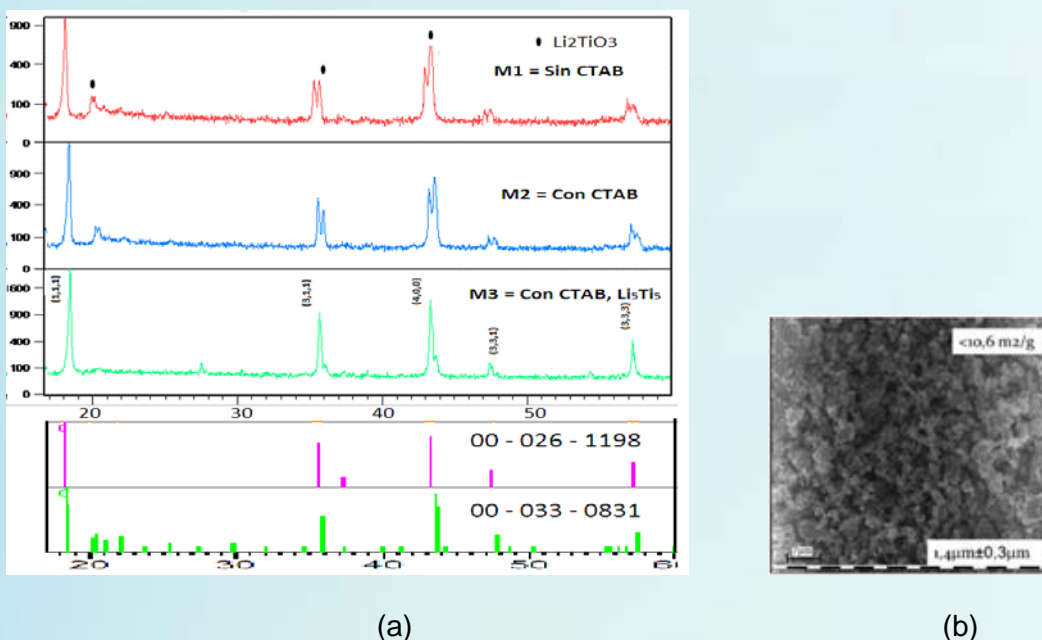 900
400
100
0
Li2TiO3
M1 = Sin CTAB
900
400
100
0
M2 = Con CTAB
1600
900
400
100
0
M3 = Con CTAB, Li5Ti5
(1,1,1)
(3,1,1)
(4,0,0)
(3,3,1)
(3,3,3)
20
30
40
50
00 - 026 - 1198
00 - 033 - 0831
20
30
40
50
<10,6 m2/g
1,4μm±0,3μm
(a)
(b)